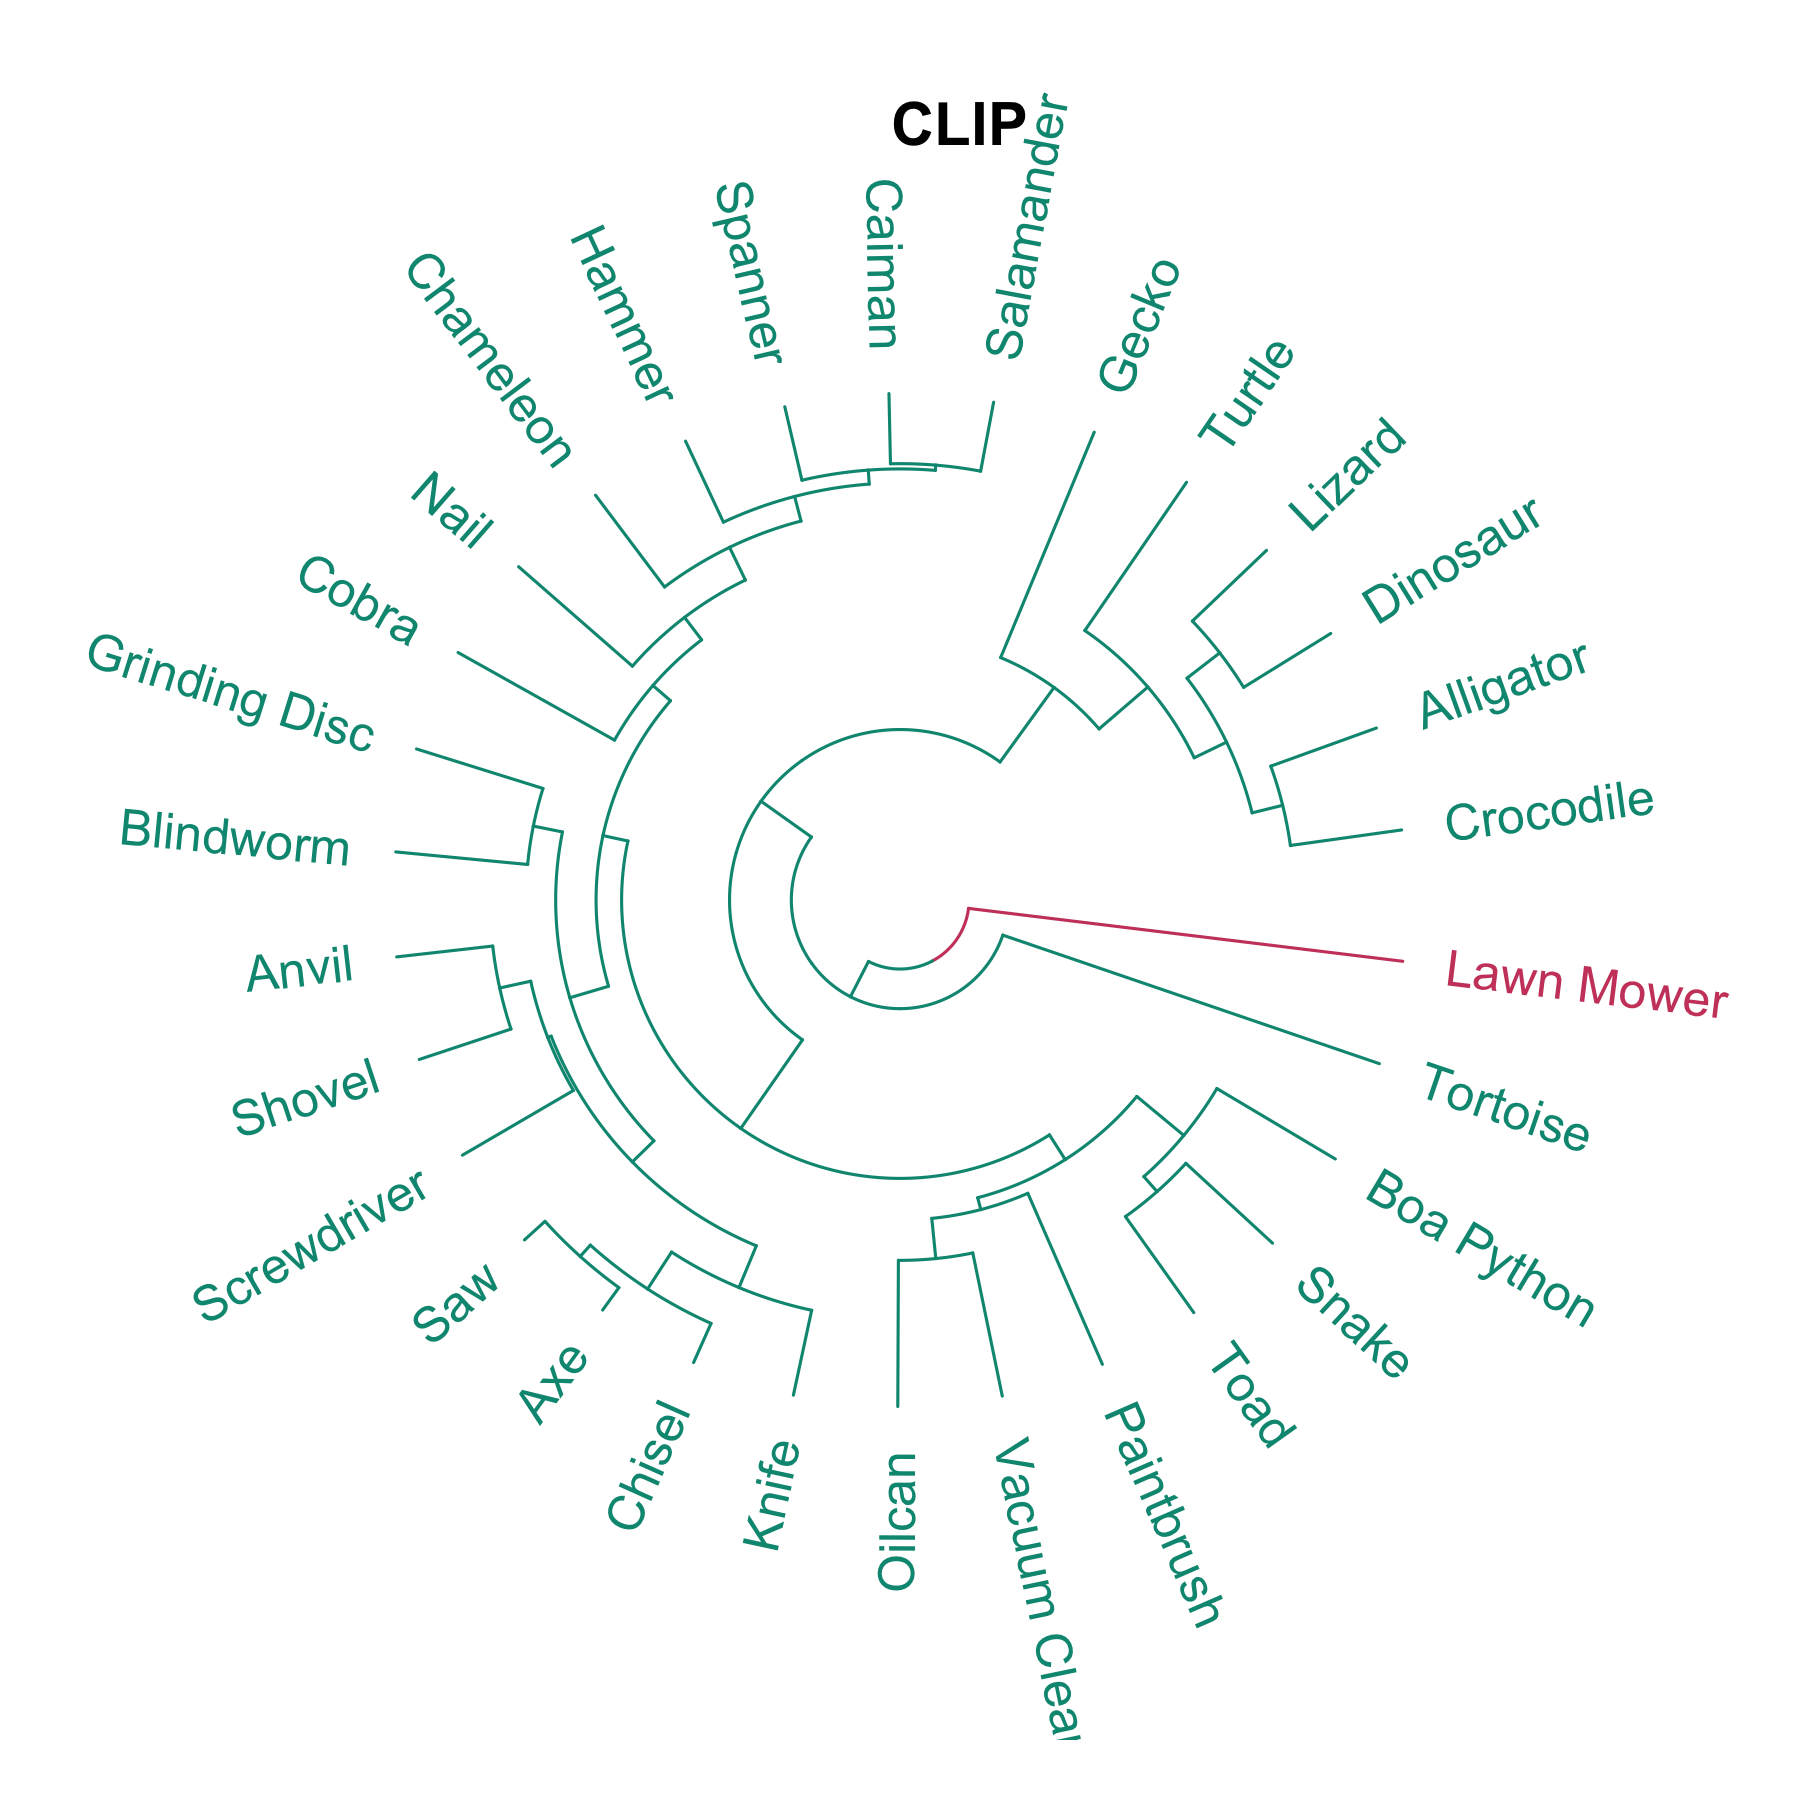 CLIP
Salamander
Gecko
Turtle
Lizard
Dinosaur
Alligator
Crocodile
Lawn Mower
Tortoise
Boa Python
Snake
Toad
Paintbrush
Vacuum Clea
Oilcan
Knife
Chisel
Axe
Saw
Screwdriver
Shovel
Anvil
Blindworm
Grinding Disc
Cobra
Nail
Chameleon
Hammer
Spanner
Caiman